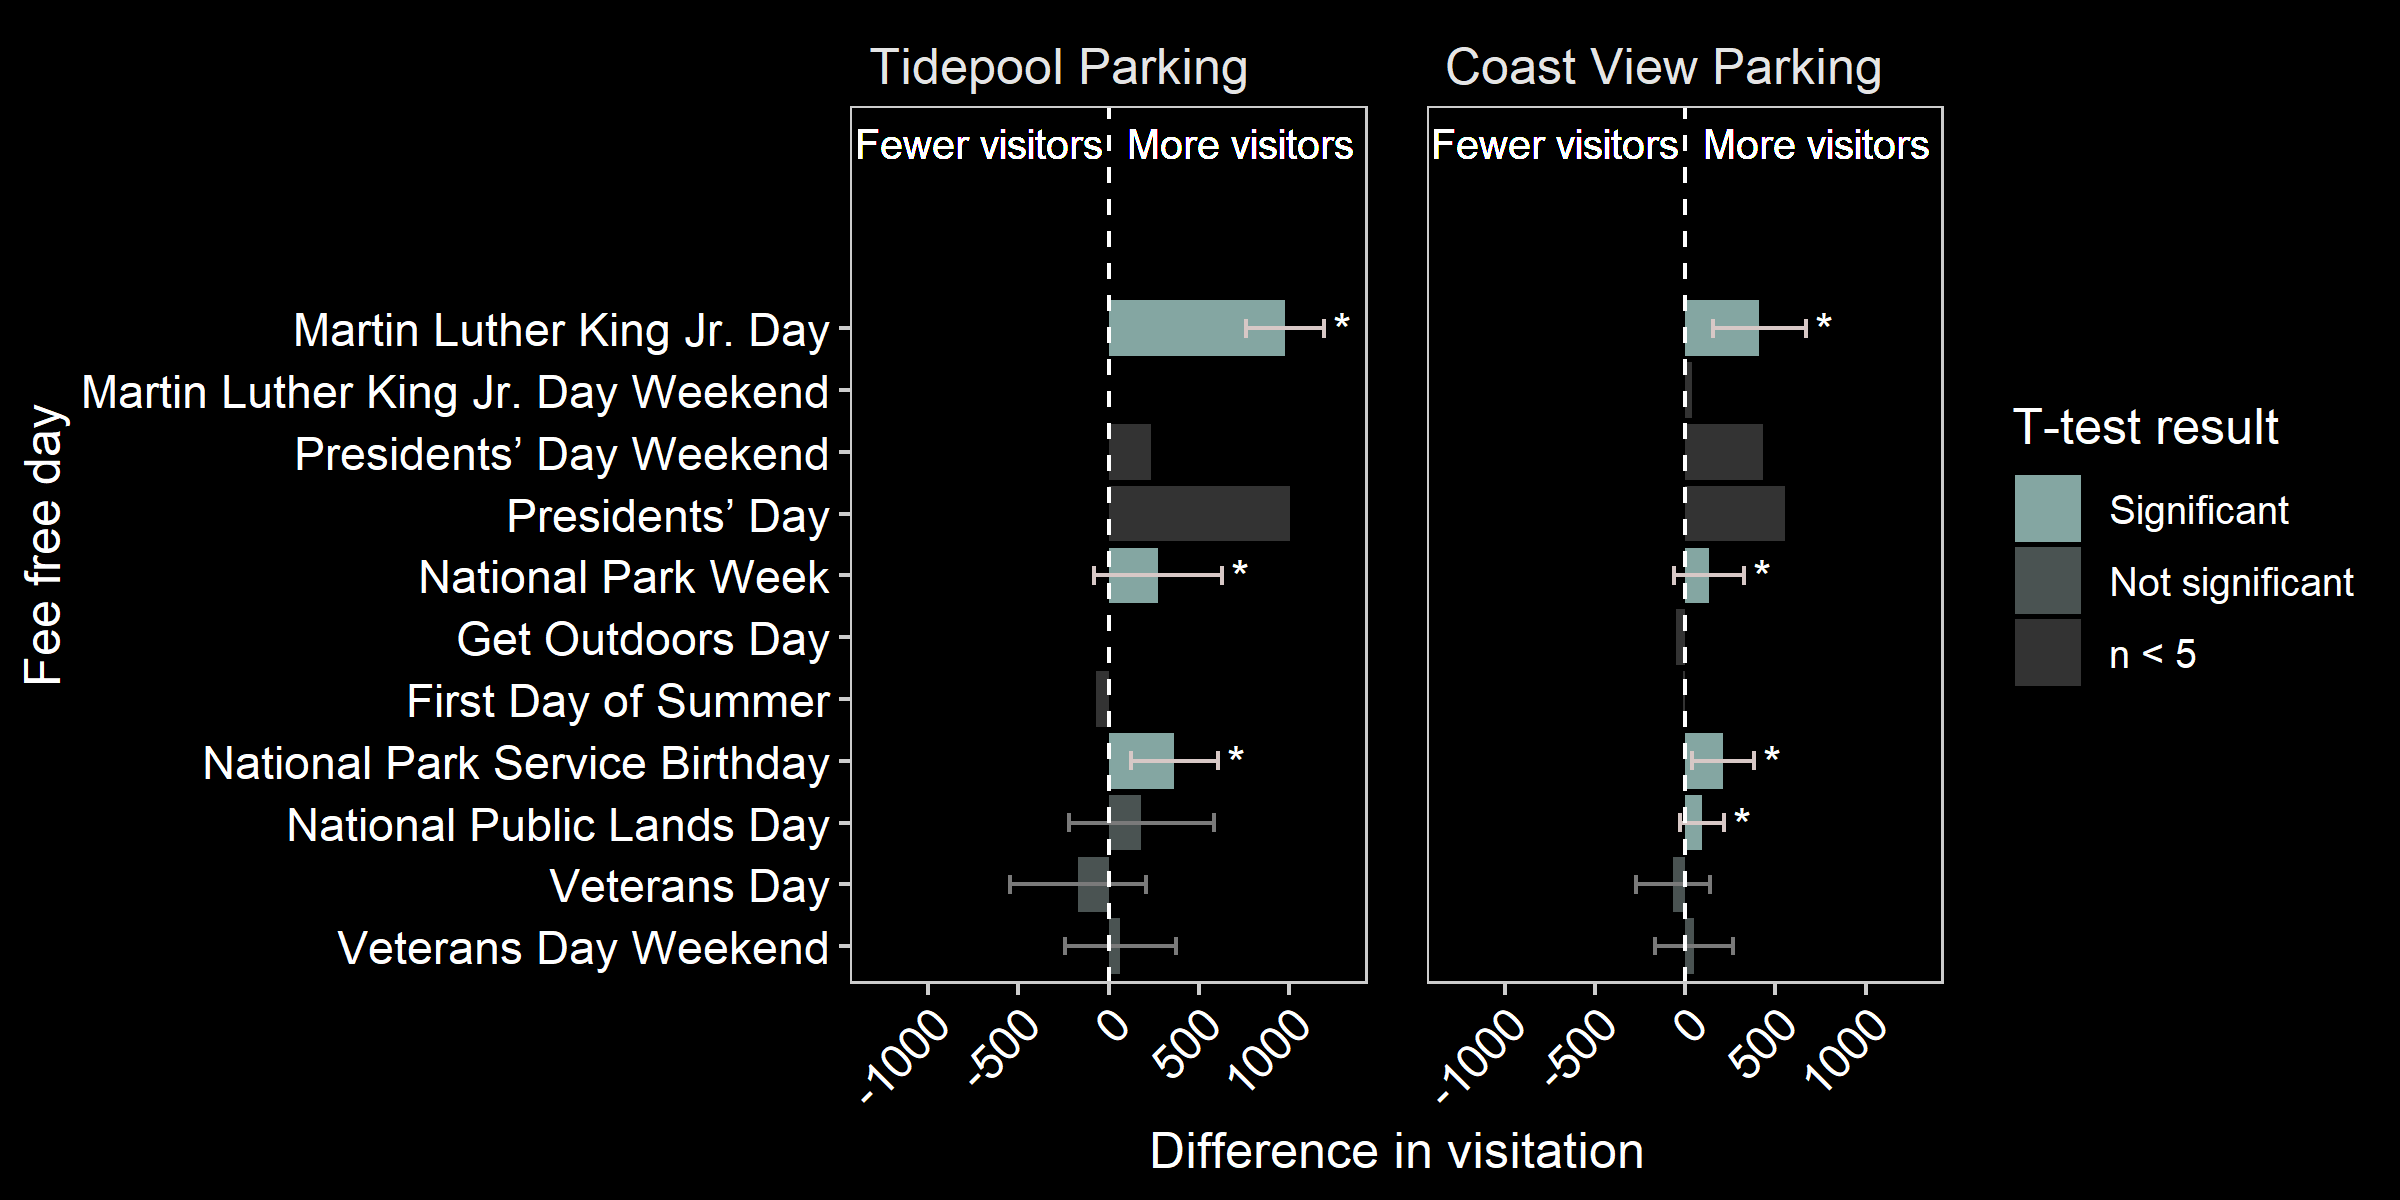 Tidepool Parking
Coast View Parking
Fewer visitors
More visitors
Fewer visitors
More visitors
Fee free day
Martin Luther King Jr. Day
Martin Luther King Jr. Day Weekend
Presidents’ Day Weekend
Presidents’ Day
National Park Week
Get Outdoors Day
First Day of Summer
National Park Service Birthday
National Public Lands Day
Veterans Day
Veterans Day Weekend
*
*
*
*
*
*
*
-1000
-500
0
500
1000
-1000
-500
0
500
1000
Difference in visitation
T-test result
Significant
Not significant
n < 5